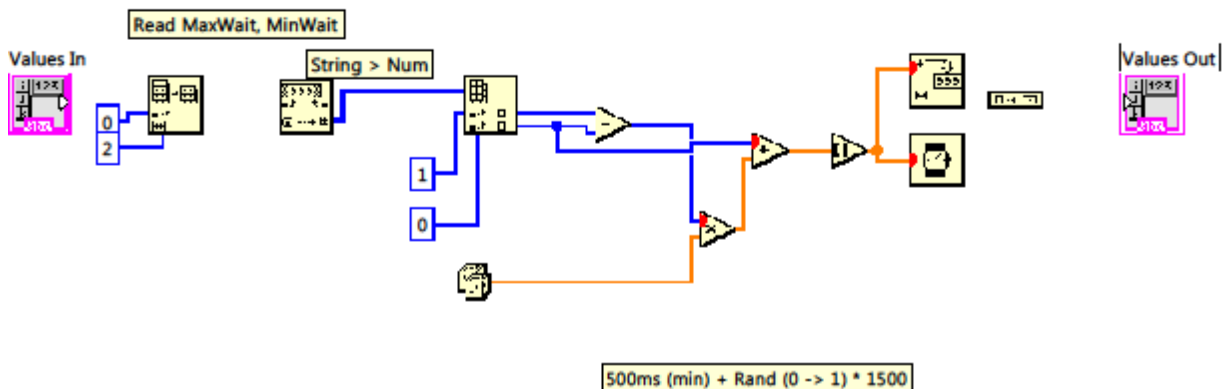 Read MaxWait, MinWait
Values In
String > Num
Values Out
0
2
1
0
500ms (min) + Rand (0 -> 1) * 1500